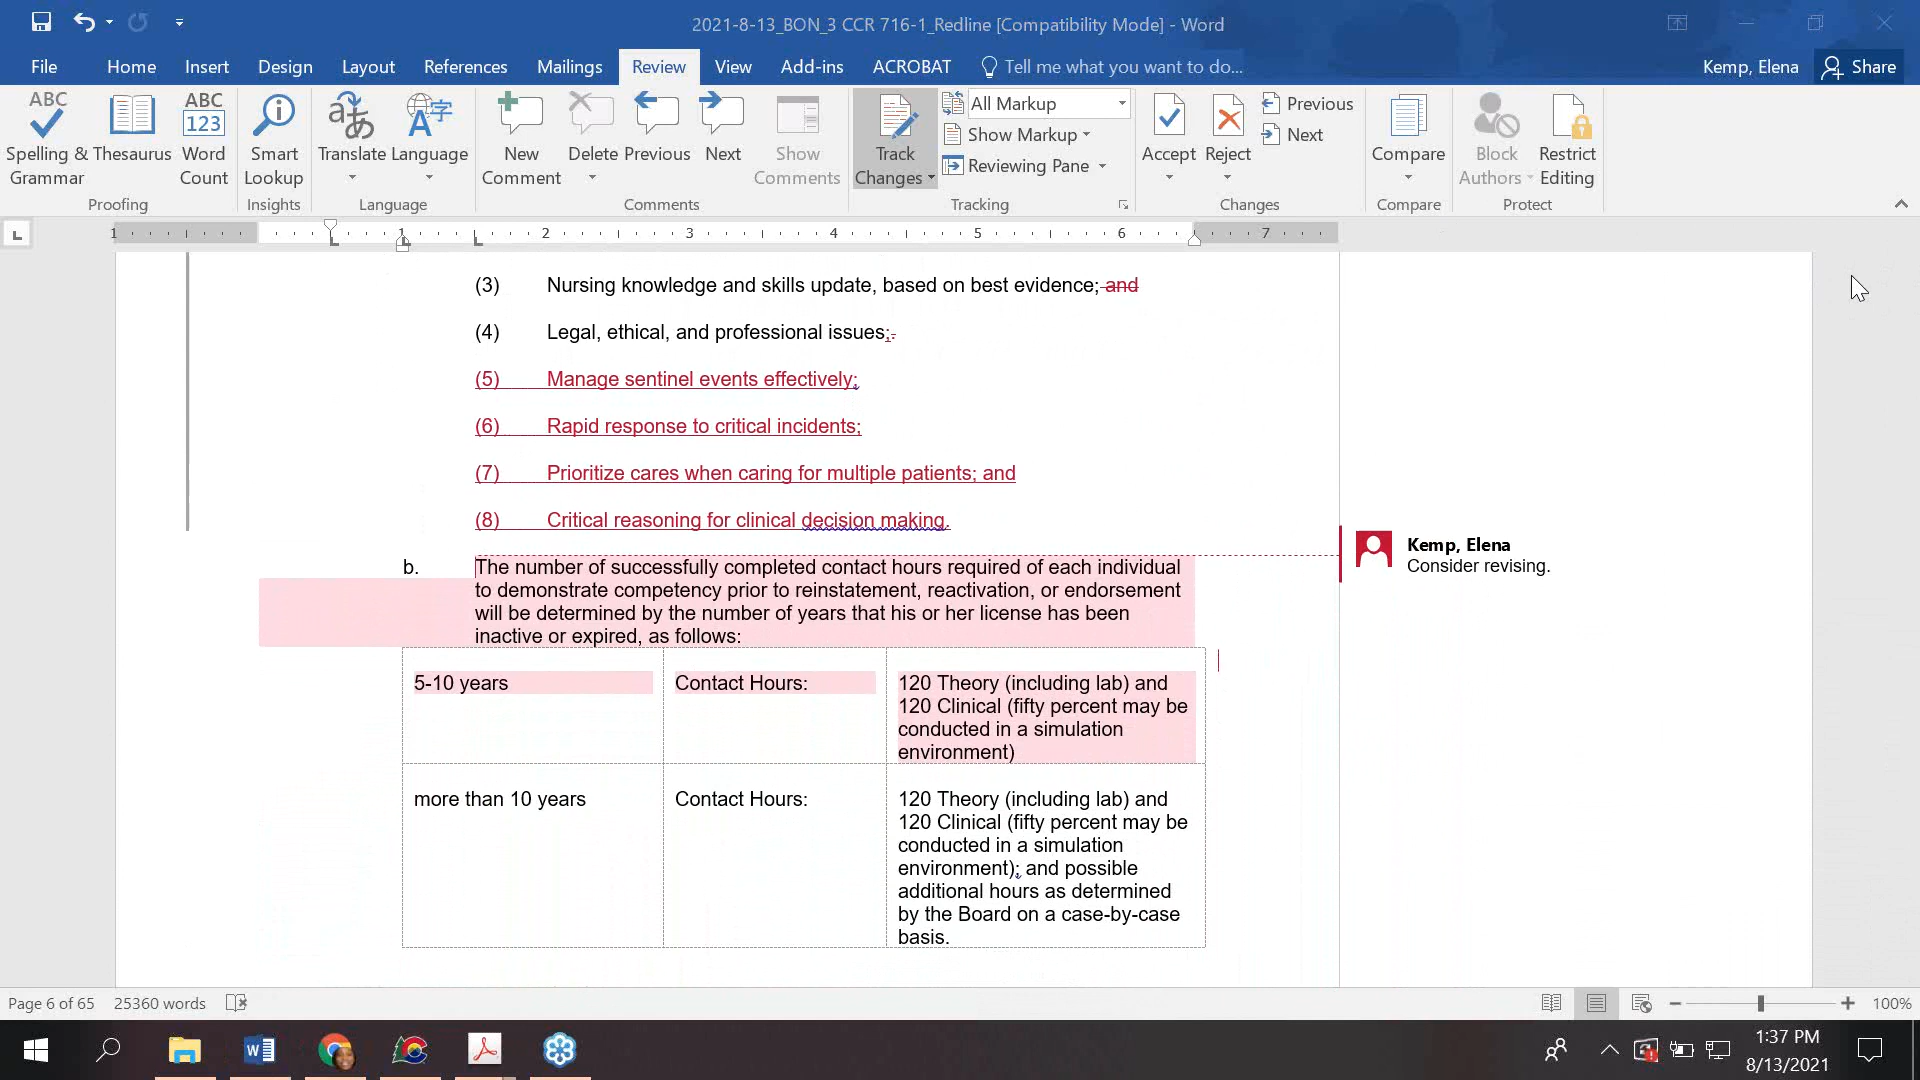 2021-8-13_BON_3 CCR 716-1_Redline [Compatibility Mode] - Word
File Home Insert Design Layout References Mailings Review View Add-ins ACROBAT Tell me what you want to do... Kemp, Elena Share
ABC Spelling & Grammar
Thesaurus
ABC 123 Word Count
Smart Lookup
Translate
Language
New Comment
Delete
Previous
Next
Show Comments
Track Changes
All Markup
Show Markup
Reviewing Pane
Accept
Reject
Previous
Next
Compare
Block Authors
Restrict Editing
Proofing Insights Language Comments Tracking Changes Compare Protect
1 1 2 3 4 5 6 7
(3) Nursing knowledge and skills update, based on best evidence; and
(4) Legal, ethical, and professional issues;.
(5) Manage sentinel events effectively;
(6) Rapid response to critical incidents;
(7) Prioritize cares when caring for multiple patients; and
(8) Critical reasoning for clinical decision making.
b. The number of successfully completed contact hours required of each individual
to demonstrate competency prior to reinstatement, reactivation, or endorsement
will be determined by the number of years that his or her license has been
inactive or expired, as follows:
Kemp, Elena
Consider revising.
5-10 years Contact Hours: 120 Theory (including lab) and
120 Clinical (fifty percent may be
conducted in a simulation
environment)
more than 10 years Contact Hours: 120 Theory (including lab) and
120 Clinical (fifty percent may be
conducted in a simulation
environment); and possible
additional hours as determined
by the Board on a case-by-case
basis.
Page 6 of 65 25360 words 100%
1:37 PM
8/13/2021